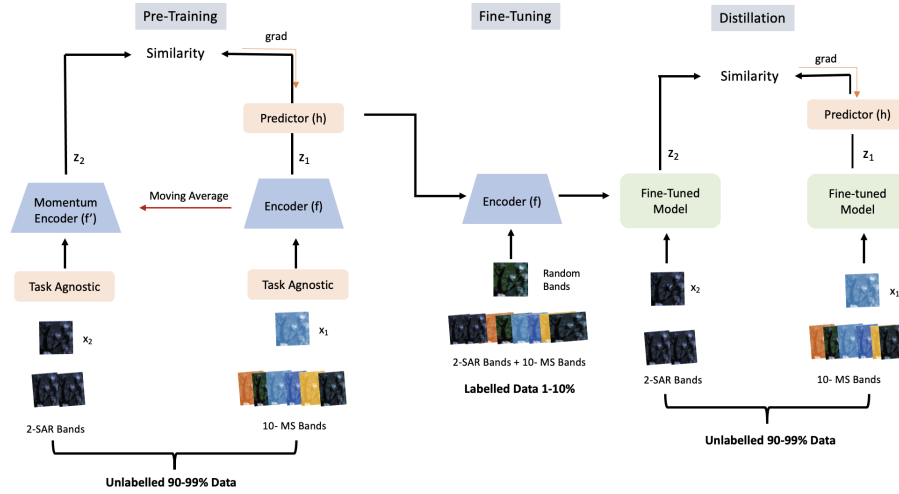 Pre-Training
Similarity
grad
Predictor (h)
Z2
Z1
Momentum
Encoder (f')
Moving Average
Encoder (f)
Task Agnostic
Task Agnostic
x2
x1
2-SAR Bands
10- MS Bands
Unlabelled 90-99% Data
Fine-Tuning
Encoder (f)
Random
Bands
2-SAR Bands + 10- MS Bands
Labelled Data 1-10%
Distillation
Similarity
grad
Predictor (h)
Z2
Z1
Fine-Tuned
Model
Fine-tuned
Model
x2
x1
2-SAR Bands
10- MS Bands
Unlabelled 90-99% Data